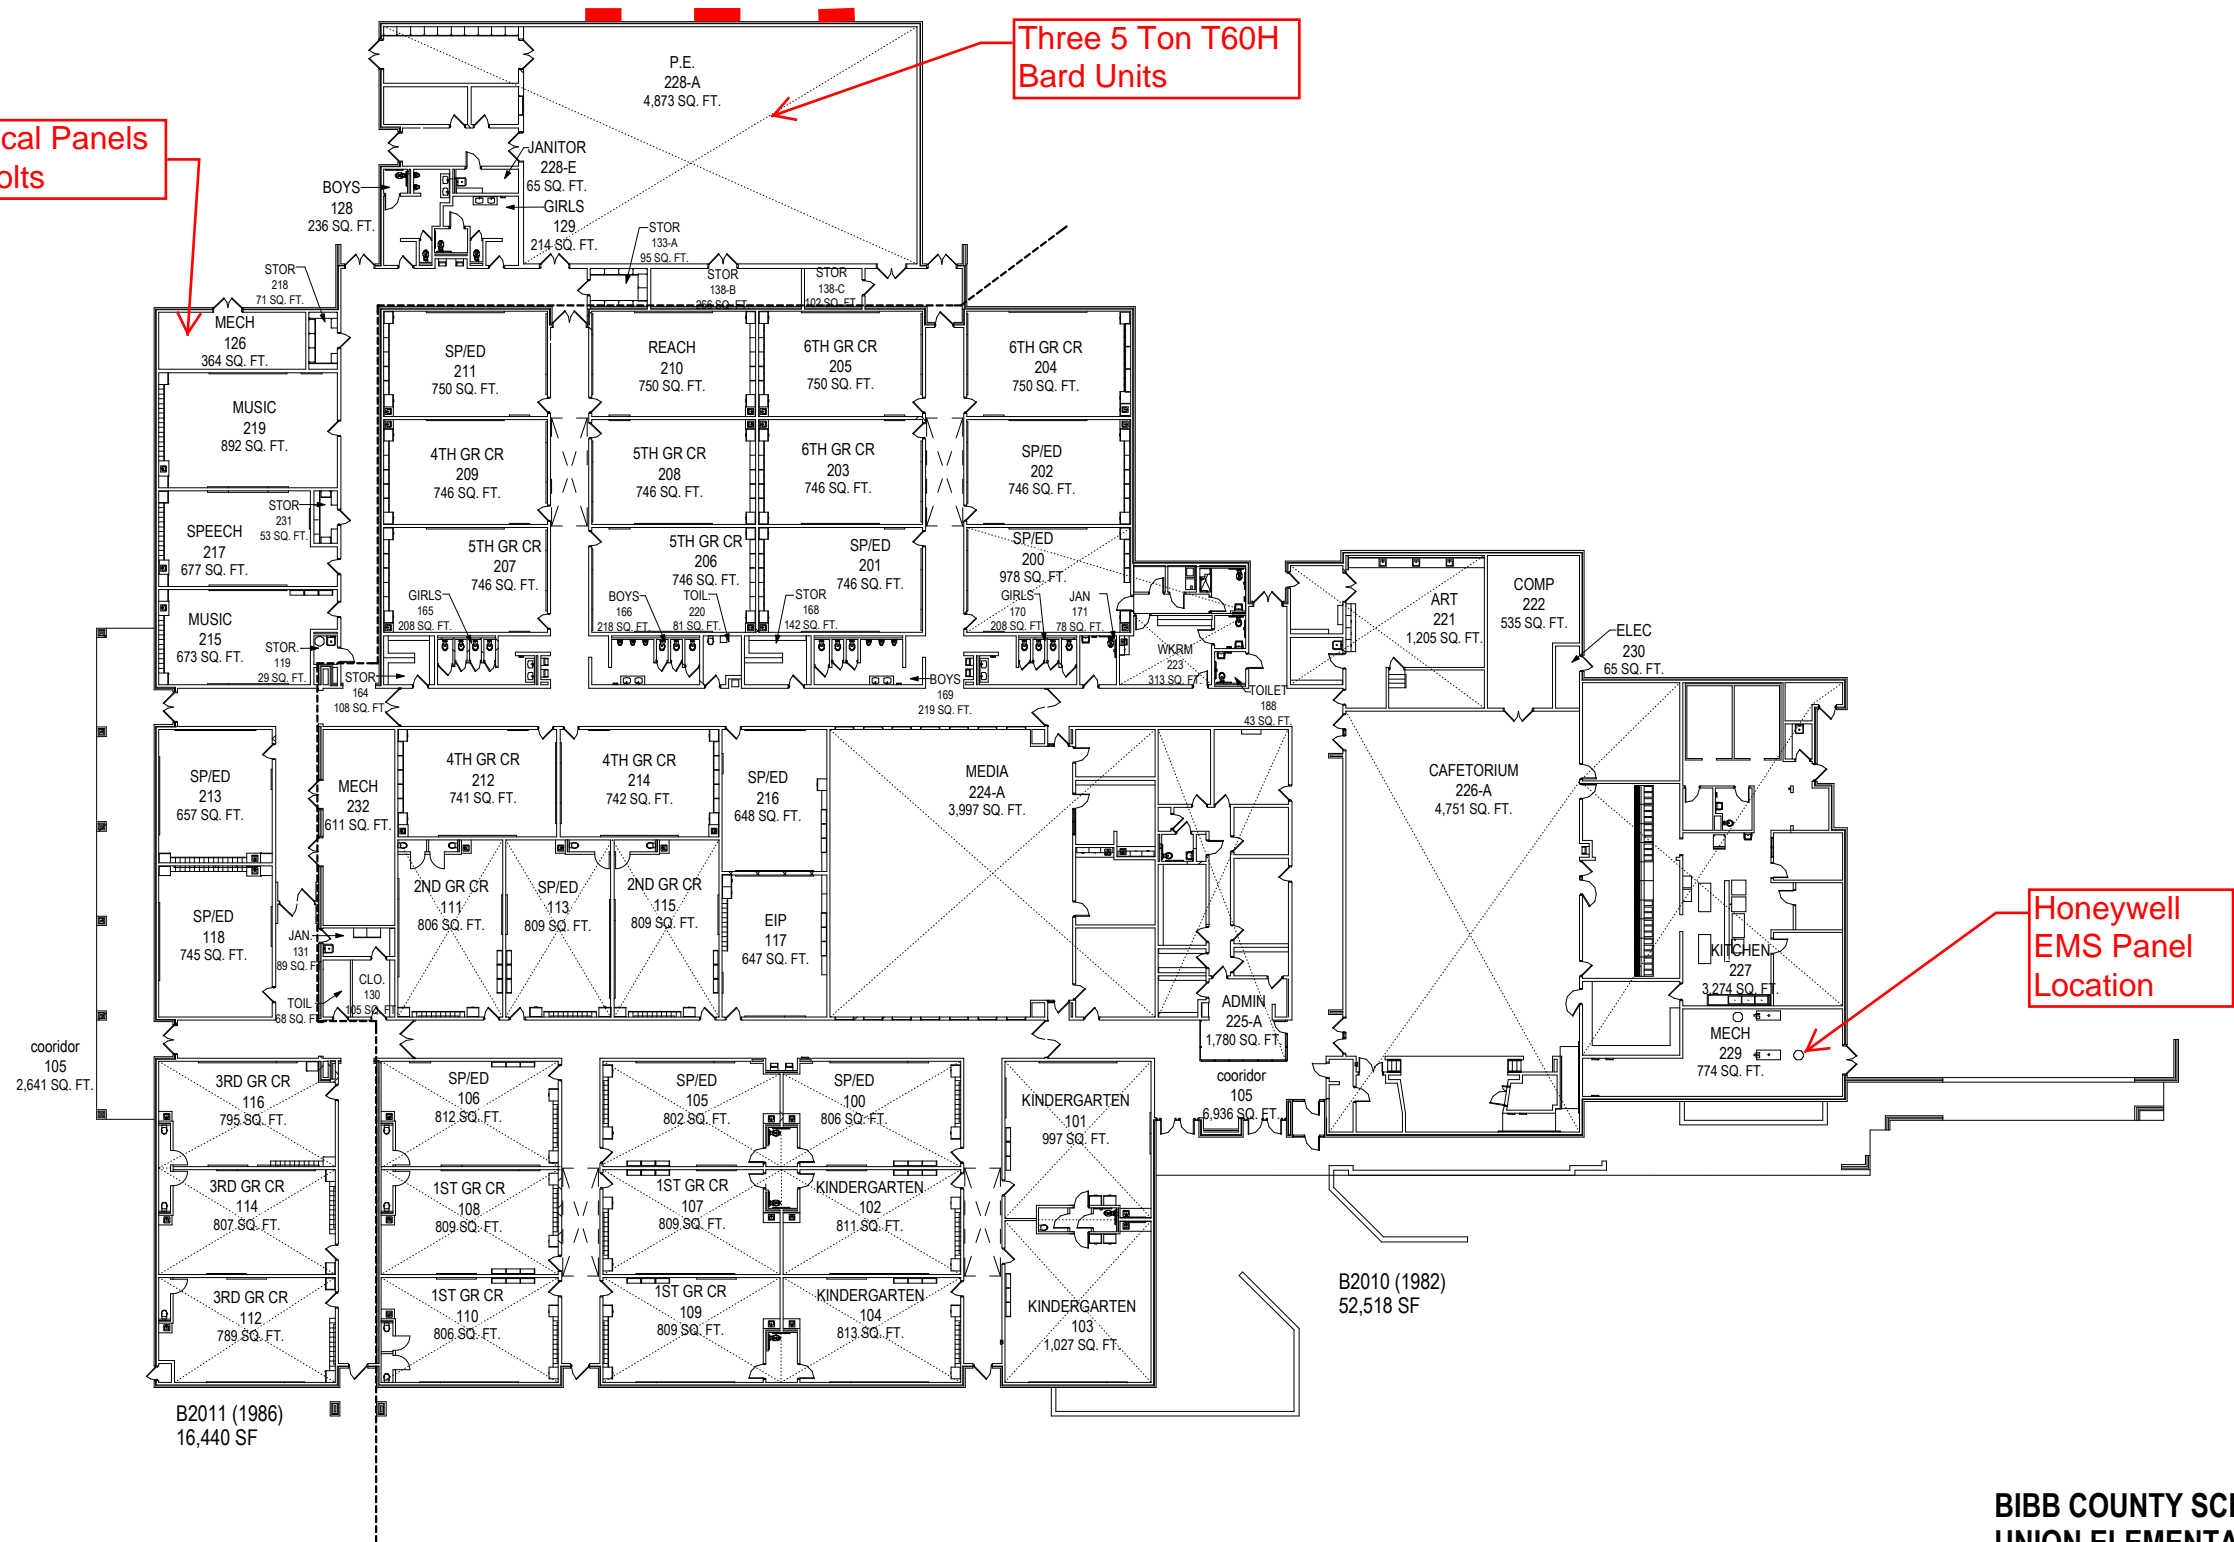 Three 5 Ton T60H
Bard Units
cal Panels
olts
P.E.
228-A
4,873 SQ. FT.
JANITOR
228-E
65 SQ. FT.
BOYS
128
236 SQ. FT.
GIRLS
129
214 SQ. FT.
STOR
133-A
95 SQ. FT.
STOR
138-B
266 SQ. FT.
STOR
138-C
102 SQ. FT.
STOR
218
71 SQ. FT.
MECH
126
364 SQ. FT.
SP/ED
211
750 SQ. FT.
REACH
210
750 SQ. FT.
6TH GR CR
205
750 SQ. FT.
6TH GR CR
204
750 SQ. FT.
MUSIC
219
892 SQ. FT.
4TH GR CR
209
746 SQ. FT.
5TH GR CR
208
746 SQ. FT.
6TH GR CR
203
746 SQ. FT.
SP/ED
202
746 SQ. FT.
STOR
231
53 SQ. FT.
SPEECH
217
677 SQ. FT.
5TH GR CR
207
746 SQ. FT.
5TH GR CR
206
746 SQ. FT.
SP/ED
201
746 SQ. FT.
SP/ED
200
978 SQ. FT.
GIRLS
165
208 SQ. FT.
BOYS
166
218 SQ. FT.
TOIL.
220
81 SQ. FT.
STOR
168
142 SQ. FT.
GIRLS
170
208 SQ. FT.
JAN
171
78 SQ. FT.
MUSIC
215
673 SQ. FT.
STOR.
119
29 SQ. FT.
STOR
164
108 SQ. FT.
BOYS
169
219 SQ. FT.
WKRM
223
313 SQ. FT.
TOILET
188
43 SQ. FT.
ART
221
1,205 SQ. FT.
COMP
222
535 SQ. FT.
ELEC
230
65 SQ. FT.
SP/ED
213
657 SQ. FT.
MECH
232
611 SQ. FT.
4TH GR CR
212
741 SQ. FT.
4TH GR CR
214
742 SQ. FT.
SP/ED
216
648 SQ. FT.
MEDIA
224-A
3,997 SQ. FT.
CAFETORIUM
226-A
4,751 SQ. FT.
SP/ED
118
745 SQ. FT.
JAN.
131
89 SQ. FT.
CLO.
130
105 SQ. FT.
TOIL
68 SQ. FT.
2ND GR CR
111
806 SQ. FT.
SP/ED
113
809 SQ. FT.
2ND GR CR
115
809 SQ. FT.
EIP
117
647 SQ. FT.
ADMIN
225-A
1,780 SQ. FT.
KITCHEN
227
3,274 SQ. FT.
MECH
229
774 SQ. FT.
Honeywell
EMS Panel
Location
cooridor
105
2,641 SQ. FT.
3RD GR CR
116
795 SQ. FT.
SP/ED
106
812 SQ. FT.
SP/ED
105
802 SQ. FT.
SP/ED
100
806 SQ. FT.
KINDERGARTEN
101
997 SQ. FT.
cooridor
105
6,936 SQ. FT.
3RD GR CR
114
807 SQ. FT.
1ST GR CR
108
809 SQ. FT.
1ST GR CR
107
809 SQ. FT.
KINDERGARTEN
102
811 SQ. FT.
3RD GR CR
112
789 SQ. FT.
1ST GR CR
110
806 SQ. FT.
1ST GR CR
109
809 SQ. FT.
KINDERGARTEN
104
813 SQ. FT.
KINDERGARTEN
103
1,027 SQ. FT.
B2010 (1982)
52,518 SF
B2011 (1986)
16,440 SF
BIBB COUNTY SC
UNION ELEMENTA